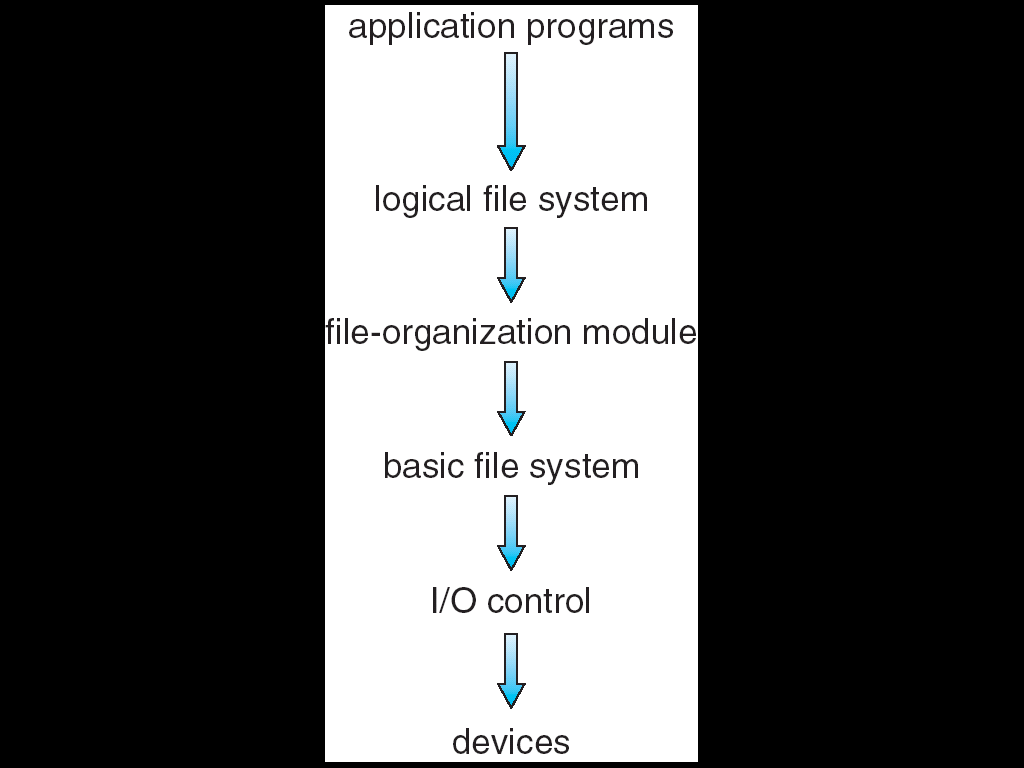 application programs
logical file system
file-organization module
basic file system
I/O control
devices